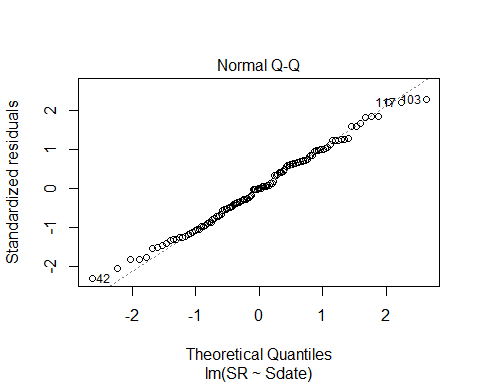 Normal Q-Q
Standardized residuals
2
1
0
-1
-2
117
103
42
-2 -1 0 1 2
Theoretical Quantiles
lm(SR ~ Sdate)